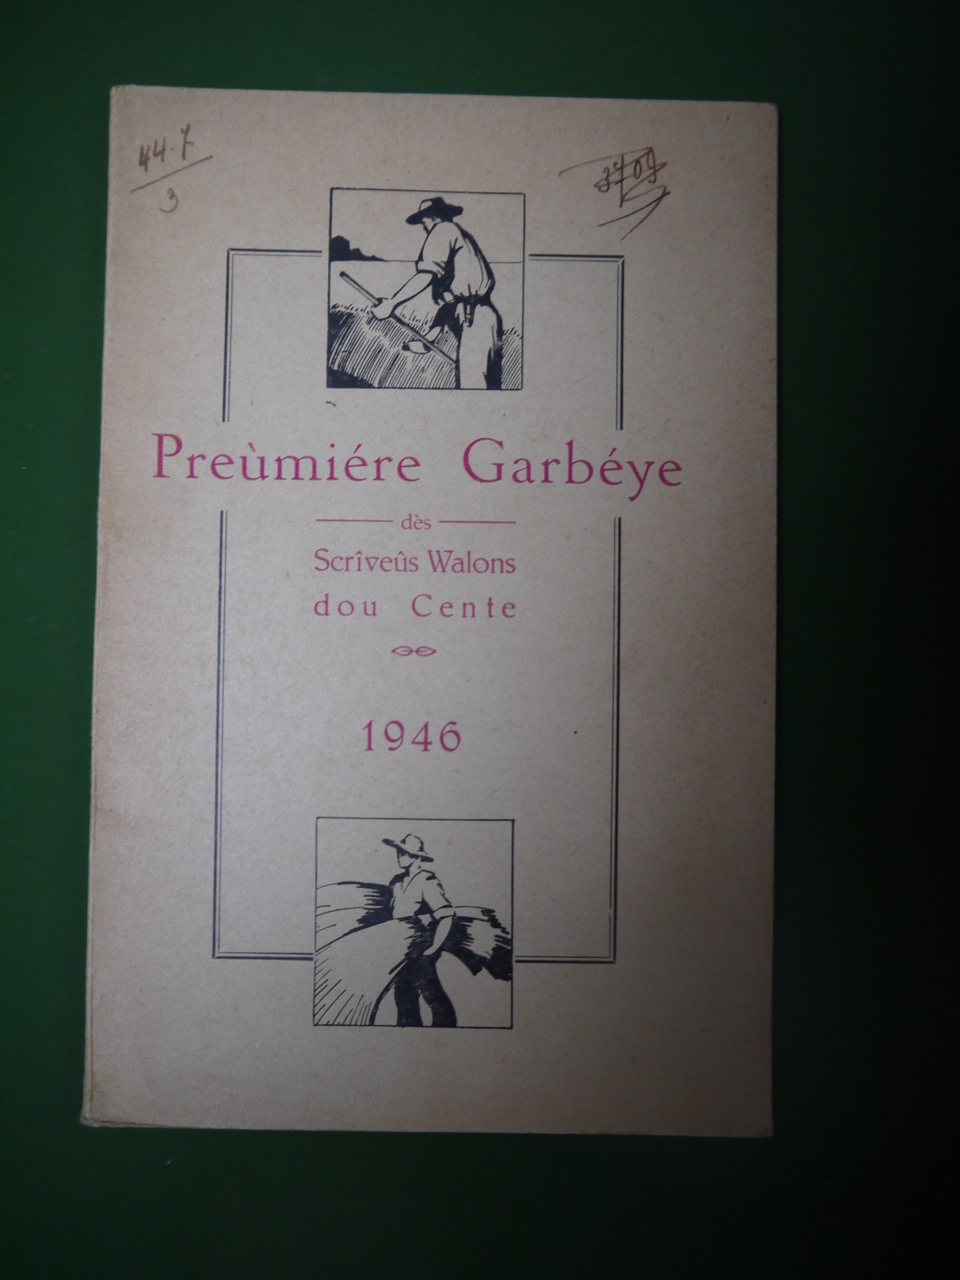 44.7
3
Preùmiére Garbéye
dès
Scrîveûs Walons
dou Cente
1946